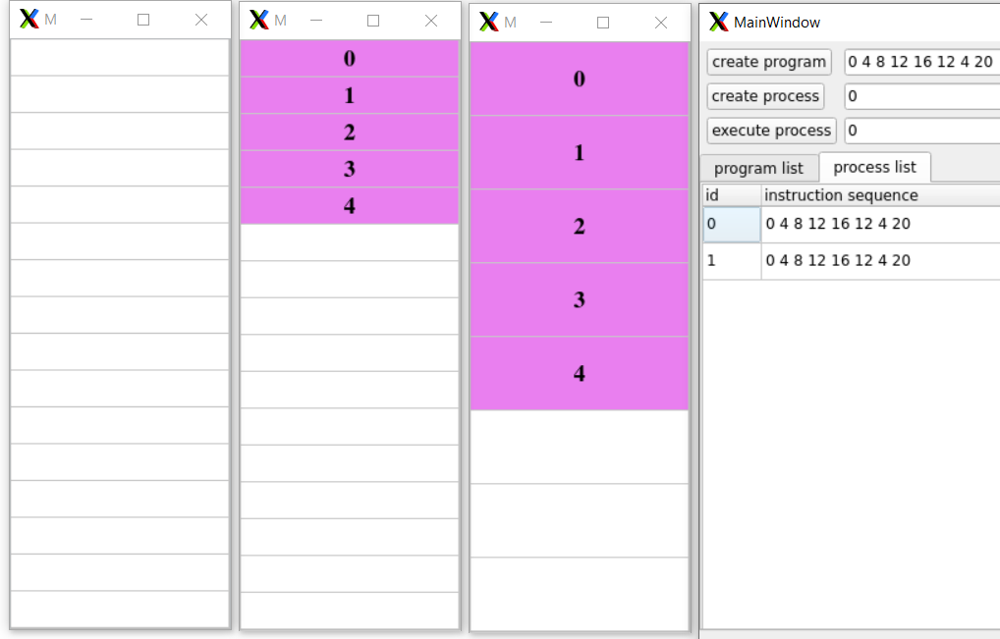 M
M
0
1
2
3
4
M
0
1
2
3
4
MainWindow
create program 0 4 8 12 16 12 4 20
create process 0
execute process 0
program list process list
id instruction sequence
0 0 4 8 12 16 12 4 20
1 0 4 8 12 16 12 4 20